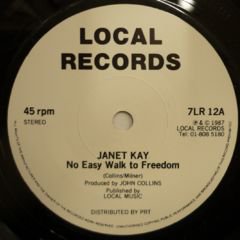 LOCAL
RECORDS
45 rpm
STEREO
7LR 12A
℗ & © 1987
LOCAL RECORDS
Tel: 01-808 5180
JANET KAY
No Easy Walk to Freedom
(Collins/Milner)
Produced by JOHN COLLINS
Published by
LOCAL MUSIC
DISTRIBUTED BY PRT